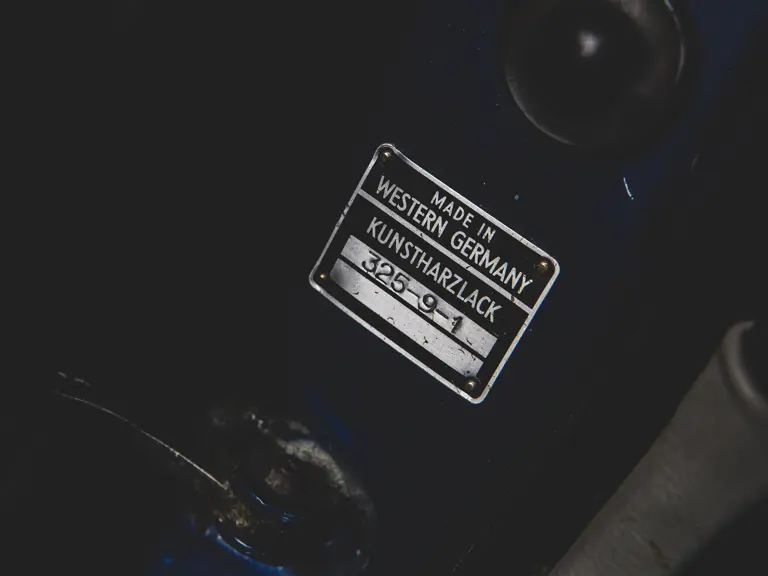 MADE IN
WESTERN GERMANY
KUNSTHARZLACK
325-9-1